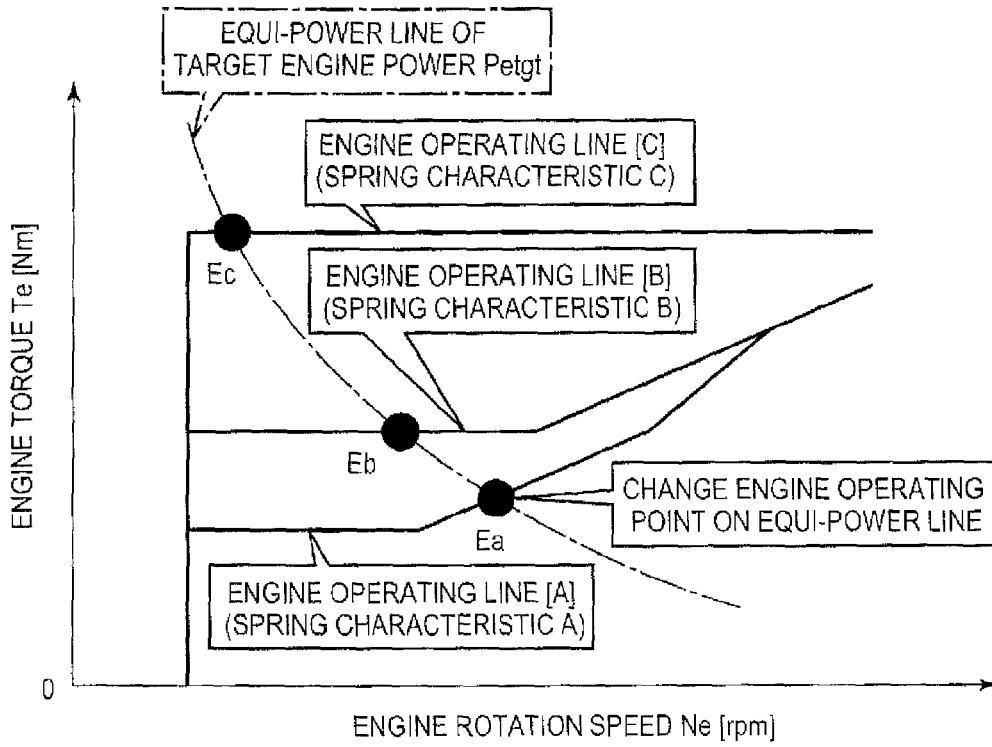 EQUI-POWER LINE OF
TARGET ENGINE POWER Petgt
ENGINE OPERATING LINE [C]
(SPRING CHARACTERISTIC C)
Ec
ENGINE OPERATING LINE [B]
(SPRING CHARACTERISTIC B)
ENGINE TORQUE Te [Nm]
Eb
Ea
CHANGE ENGINE OPERATING
POINT ON EQUI-POWER LINE
ENGINE OPERATING LINE [A]
(SPRING CHARACTERISTIC A)
0
ENGINE ROTATION SPEED Ne [rpm]